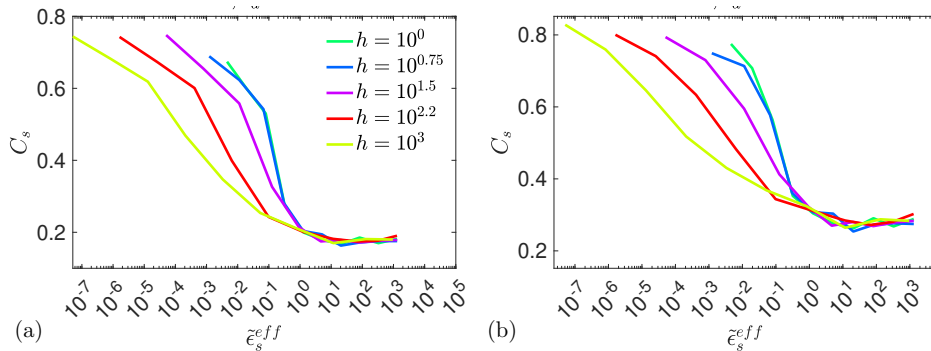 0.8
0.6
0.4
0.2
C_s
h = 10^0
h = 10^{0.75}
h = 10^{1.5}
h = 10^{2.2}
h = 10^3
10^{-7} 10^{-6} 10^{-5} 10^{-4} 10^{-3} 10^{-2} 10^{-1} 10^0 10^1 10^2 10^3 10^4 10^5
(a)
\tilde{ϵ}_s^{eff}
0.8
0.6
0.4
0.2
C_s
10^{-7} 10^{-6} 10^{-5} 10^{-4} 10^{-3} 10^{-2} 10^{-1} 10^0 10^1 10^2 10^3
(b)
\tilde{ϵ}_s^{eff}